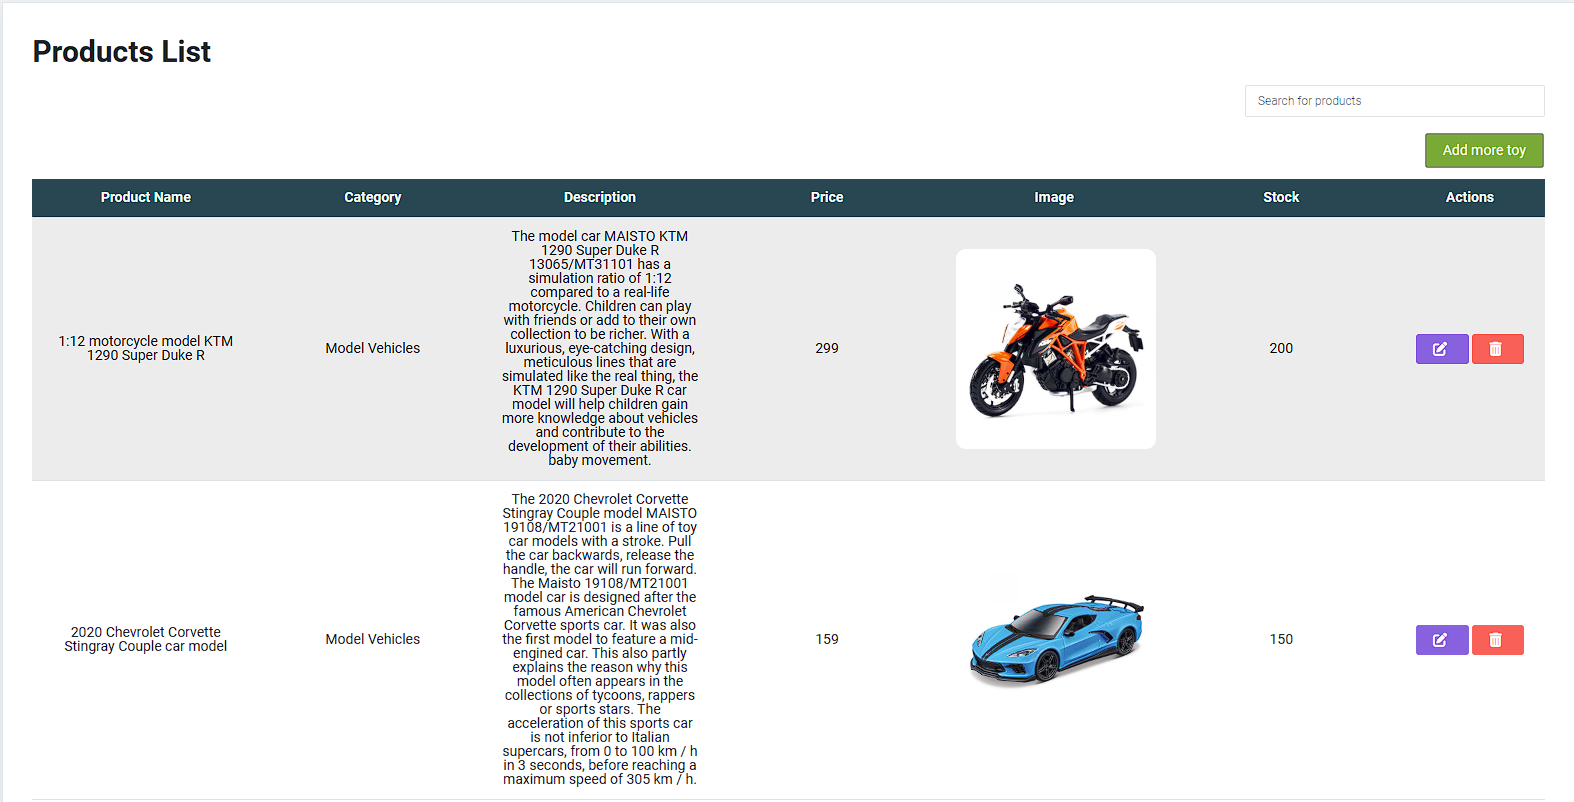 Products List
Search for products
Add more toy
Product Name Category Description Price Image Stock Actions
The model car MAISTO KTM
1290 Super Duke R
13065/MT31101 has a
simulation ratio of 1:12
compared to a real-life
motorcycle. Children can play
with friends or add to their own
collection to be richer. With a
luxurious, eye-catching design,
meticulous lines that are
simulated like the real thing, the
KTM 1290 Super Duke R car
model will help children gain
more knowledge about vehicles
and contribute to the
development of their abilities.
baby movement.
1:12 motorcycle model KTM
1290 Super Duke R
Model Vehicles
299
200
The 2020 Chevrolet Corvette
Stingray Couple model MAISTO
19108/MT21001 is a line of toy
car models with a stroke. Pull
the car backwards, release the
handle, the car will run forward.
The Maisto 19108/MT21001
model car is designed after the
famous American Chevrolet
Corvette sports car. It was also
the first model to feature a mid-
engined car. This also partly
explains the reason why this
model often appears in the
collections of tycoons, rappers
or sports stars. The
acceleration of this sports car
is not inferior to Italian
supercars, from 0 to 100 km / h
in 3 seconds, before reaching a
maximum speed of 305 km / h.
2020 Chevrolet Corvette
Stingray Couple car model
Model Vehicles
159
150